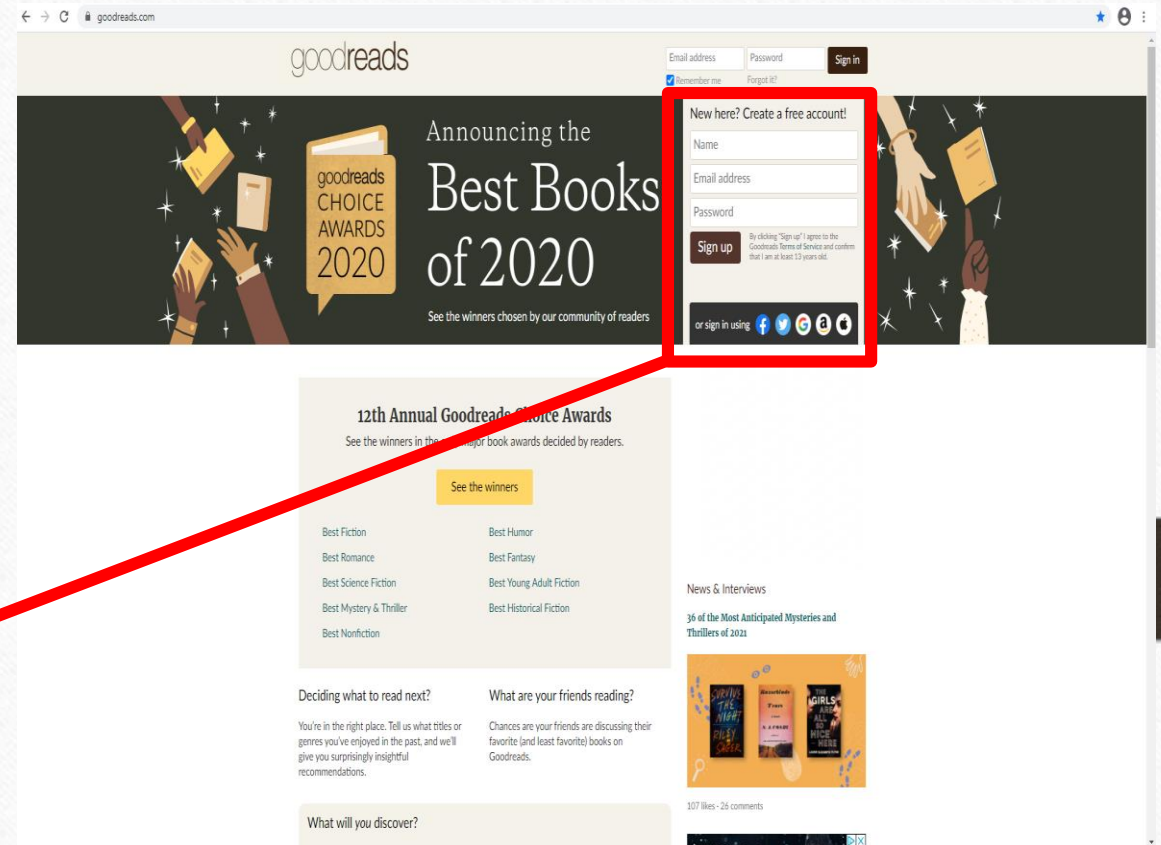 goodreads.com
goodreads
Email address
Password
Sign in
Remember me
Forgot it?
goodreads
CHOICE
AWARDS
2020
Announcing the
Best Books
of 2020
See the winners chosen by our community of readers
New here? Create a free account!
Name
Email address
Password
Sign up
By clicking "Sign up" I agree to the
Goodreads Terms of Service and confirm
that I am at least 13 years old.
or sign in using
12th Annual Goodreads Choice Awards
See the winners in the major book awards decided by readers.
See the winners
Best Fiction
Best Humor
Best Romance
Best Fantasy
Best Science Fiction
Best Young Adult Fiction
Best Mystery & Thriller
Best Historical Fiction
Best Nonfiction
Deciding what to read next?
You're in the right place. Tell us what titles or
genres you've enjoyed in the past, and we'll
give you surprisingly insightful
recommendations.
What are your friends reading?
Chances are your friends are discussing their
favorite (and least favorite) books on
Goodreads.
What will you discover?
News & Interviews
36 of the Most Anticipated Mysteries and
Thrillers of 2021
SURVIVE
THE
NIGHT
RILEY
SAGER
Razorblade
Tears
THE
GIRLS
ARE
ALL
SO
NICE
HERE
107 likes · 26 comments